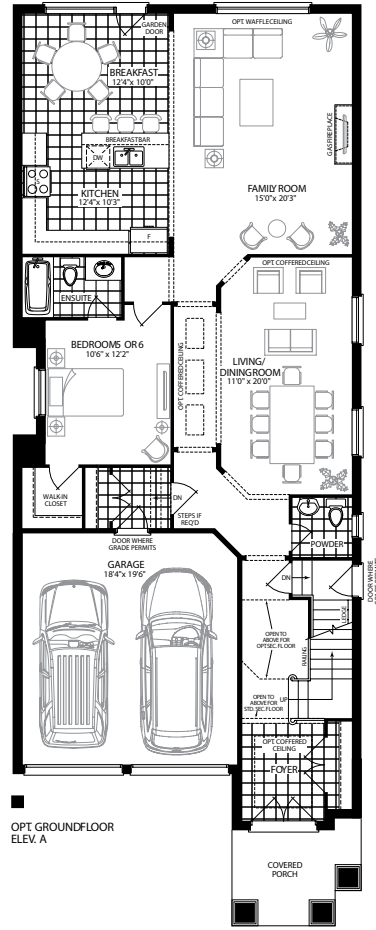 OPT. WAFFLECEILING
GARDEN
DOOR
BREAKFAST
12'4"x 10'0"
BREAKFASTBAR
DW
S
KITCHEN
12'4"x 10'3"
F
GASFIREPLACE
FAMILYROOM
15'0"x 20'3"
OPT. COFFEREDCEILING
ENSUITE
BEDROOM5 OR 6
10'6"x 12'2"
OPT. COFFEREDCEILING
LIVING/
DININGROOM
11'0"x 20'0"
WALK-IN
CLOSET
DN
STEPS IF
REQ'D
POWDER
DOOR WHERE
GRADE PERMITS
GARAGE
18'4"x 19'6"
DN
DOOR WHERE
LEDGE
OPEN TO
ABOVE FOR
OPT.SEC. FLOOR
RAILING
OPEN TO
ABOVE FOR
STD. SEC. FLOOR
UP
OPT. COFFERED
CEILING
FOYER
OPT. GROUNDFLOOR
ELEV. A
COVERED
PORCH